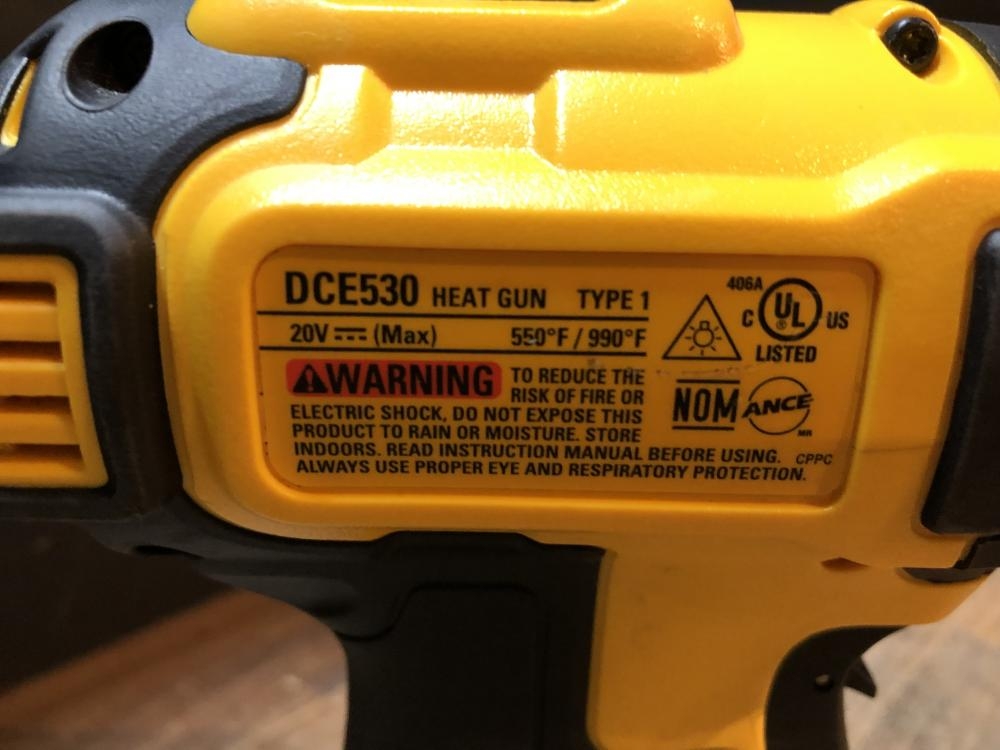 DCE530 HEAT GUN TYPE 1
20V ⎓ (Max) 550°F / 990°F
WARNING TO REDUCE THE
RISK OF FIRE OR
ELECTRIC SHOCK, DO NOT EXPOSE THIS
PRODUCT TO RAIN OR MOISTURE. STORE
INDOORS. READ INSTRUCTION MANUAL BEFORE USING.
ALWAYS USE PROPER EYE AND RESPIRATORY PROTECTION.
406A
C UL ® US
LISTED
NOM ANCE
MR
CPPC